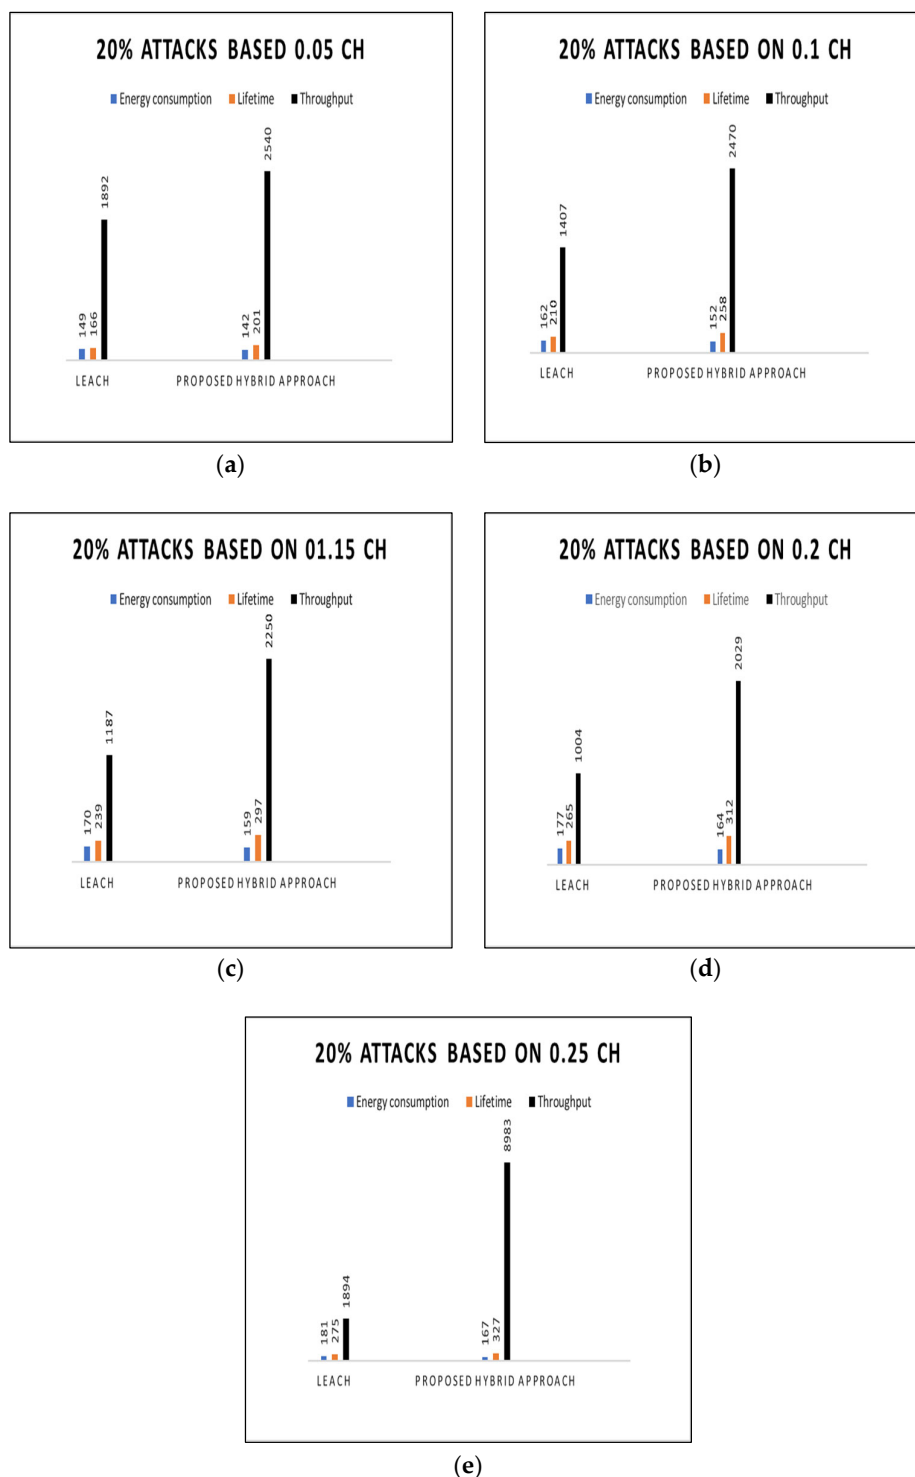 20% ATTACKS BASED 0.05 CH
Energy consumption Lifetime Throughput
149 166 1892 142 201 2540
LEACH PROPOSED HYBRID APPROACH
(a)
20% ATTACKS BASED ON 0.1 CH
Energy consumption Lifetime Throughput
162 210 1407 152 258 2470
LEACH PROPOSED HYBRID APPROACH
(b)
20% ATTACKS BASED ON 01.15 CH
Energy consumption Lifetime Throughput
170 239 1187 159 297 2250
LEACH PROPOSED HYBRID APPROACH
(c)
20% ATTACKS BASED ON 0.2 CH
Energy consumption Lifetime Throughput
177 265 1004 164 312 2029
LEACH PROPOSED HYBRID APPROACH
(d)
20% ATTACKS BASED ON 0.25 CH
Energy consumption Lifetime Throughput
181 275 1894 167 327 8983
LEACH PROPOSED HYBRID APPROACH
(e)